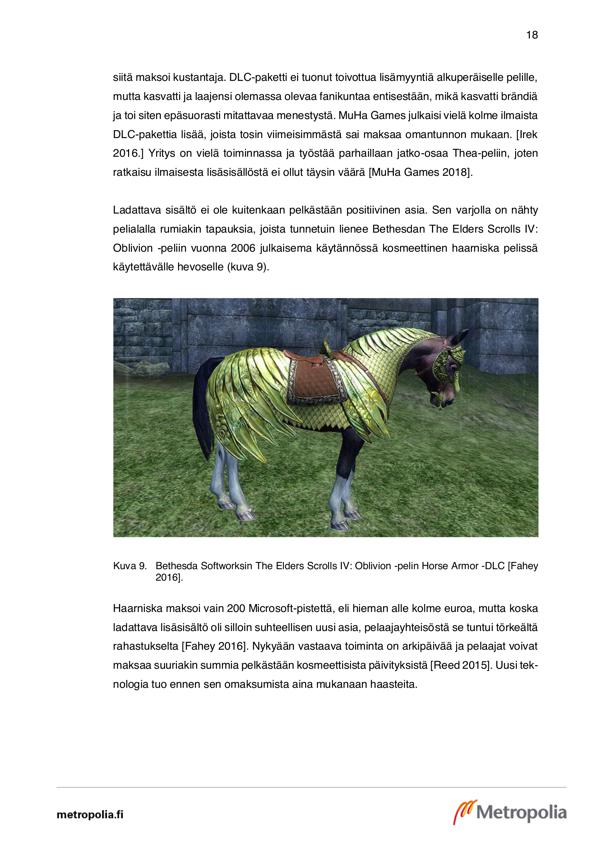 18
siitä maksoi kustantaja. DLC-paketti ei tuonut toivottua lisämyyntiä alkuperäiselle pelille,
mutta kasvatti ja laajensi olemassa olevaa fanikuntaa entisestään, mikä kasvatti brändiä
ja toi siten epäsuorasti mitattavaa menestystä. MuHa Games julkaisi vielä kolme ilmaista
DLC-pakettia lisää, joista tosin viimeisimmästä sai maksaa omantunnon mukaan. [Irek
2016.] Yritys on vielä toiminnassa ja työstää parhaillaan jatko-osaa Thea-peliin, joten
ratkaisu ilmaisesta lisäsisällöstä ei ollut täysin väärä [MuHa Games 2018].
Ladattava sisältö ei ole kuitenkaan pelkästään positiivinen asia. Sen varjolla on nähty
pelialalla rumiakin tapauksia, joista tunnetuin lienee Bethesdan The Elders Scrolls IV:
Oblivion -peliin vuonna 2006 julkaisema käytännössä kosmeettinen haarniska pelissä
käytettävälle hevoselle (kuva 9).
Kuva 9. Bethesda Softworksin The Elders Scrolls IV: Oblivion -pelin Horse Armor -DLC [Fahey
2016].
Haarniska maksoi vain 200 Microsoft-pistettä, eli hieman alle kolme euroa, mutta koska
ladattava lisäsisältö oli silloin suhteellisen uusi asia, pelaajayhteisöstä se tuntui törkeältä
rahastukselta [Fahey 2016]. Nykyään vastaava toiminta on arkipäivää ja pelaajat voivat
maksaa suuriakin summia pelkästään kosmeettisista päivityksistä [Reed 2015]. Uusi tek-
nologia tuo ennen sen omaksumista aina mukanaan haasteita.
metropolia.fi
Metropolia